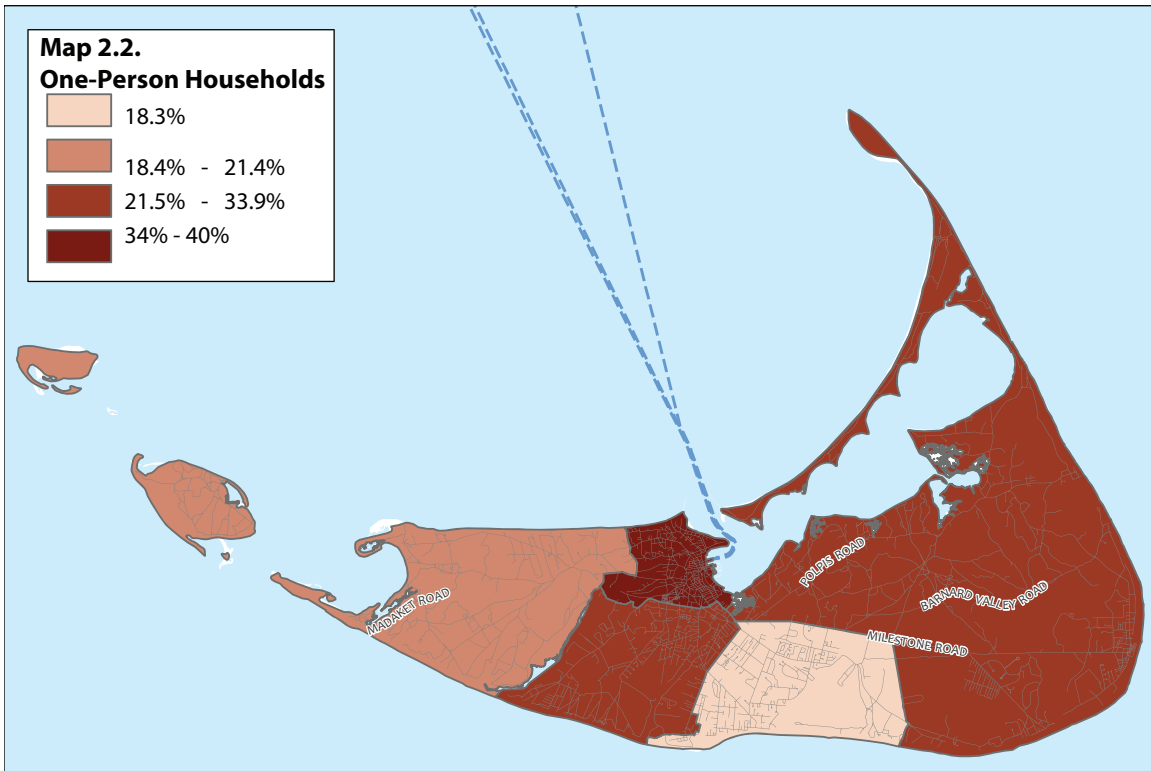 Map 2.2.
One-Person Households
18.3%
18.4% - 21.4%
21.5% - 33.9%
34% - 40%
POLPIS ROAD
BARNARD VALLEY ROAD
MADAKET ROAD
MILESTONE ROAD